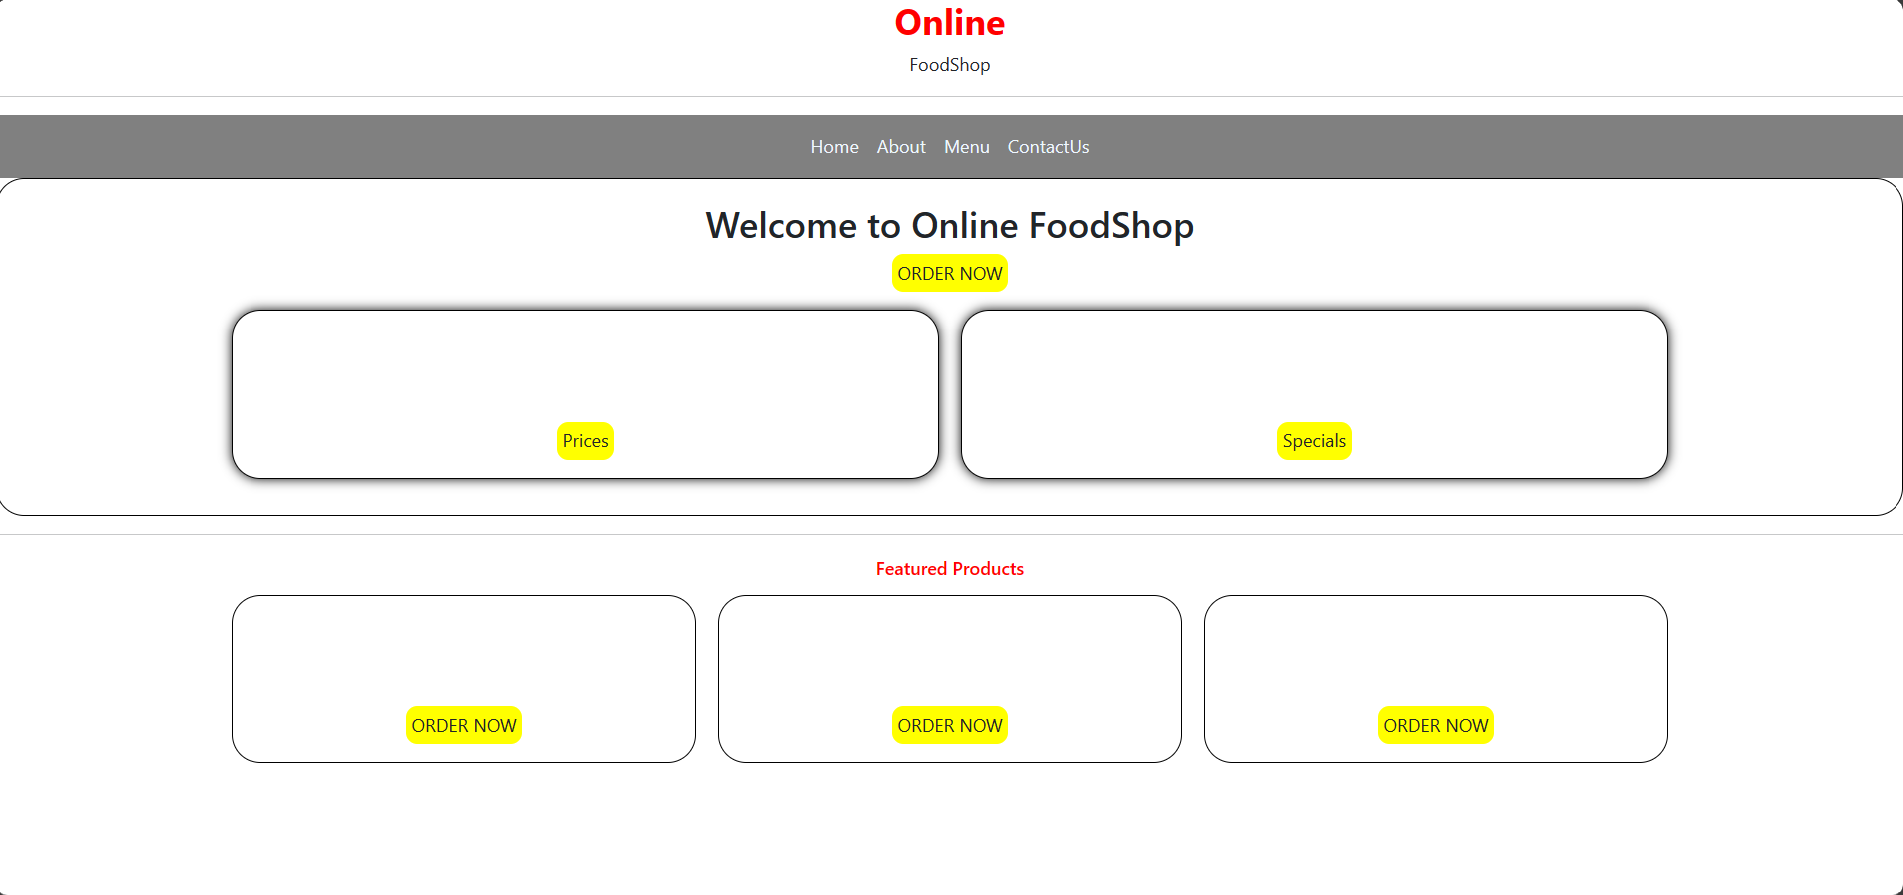 Online
FoodShop
Home About Menu ContactUs
Welcome to Online FoodShop
ORDER NOW
Prices Specials
Featured Products
ORDER NOW ORDER NOW ORDER NOW